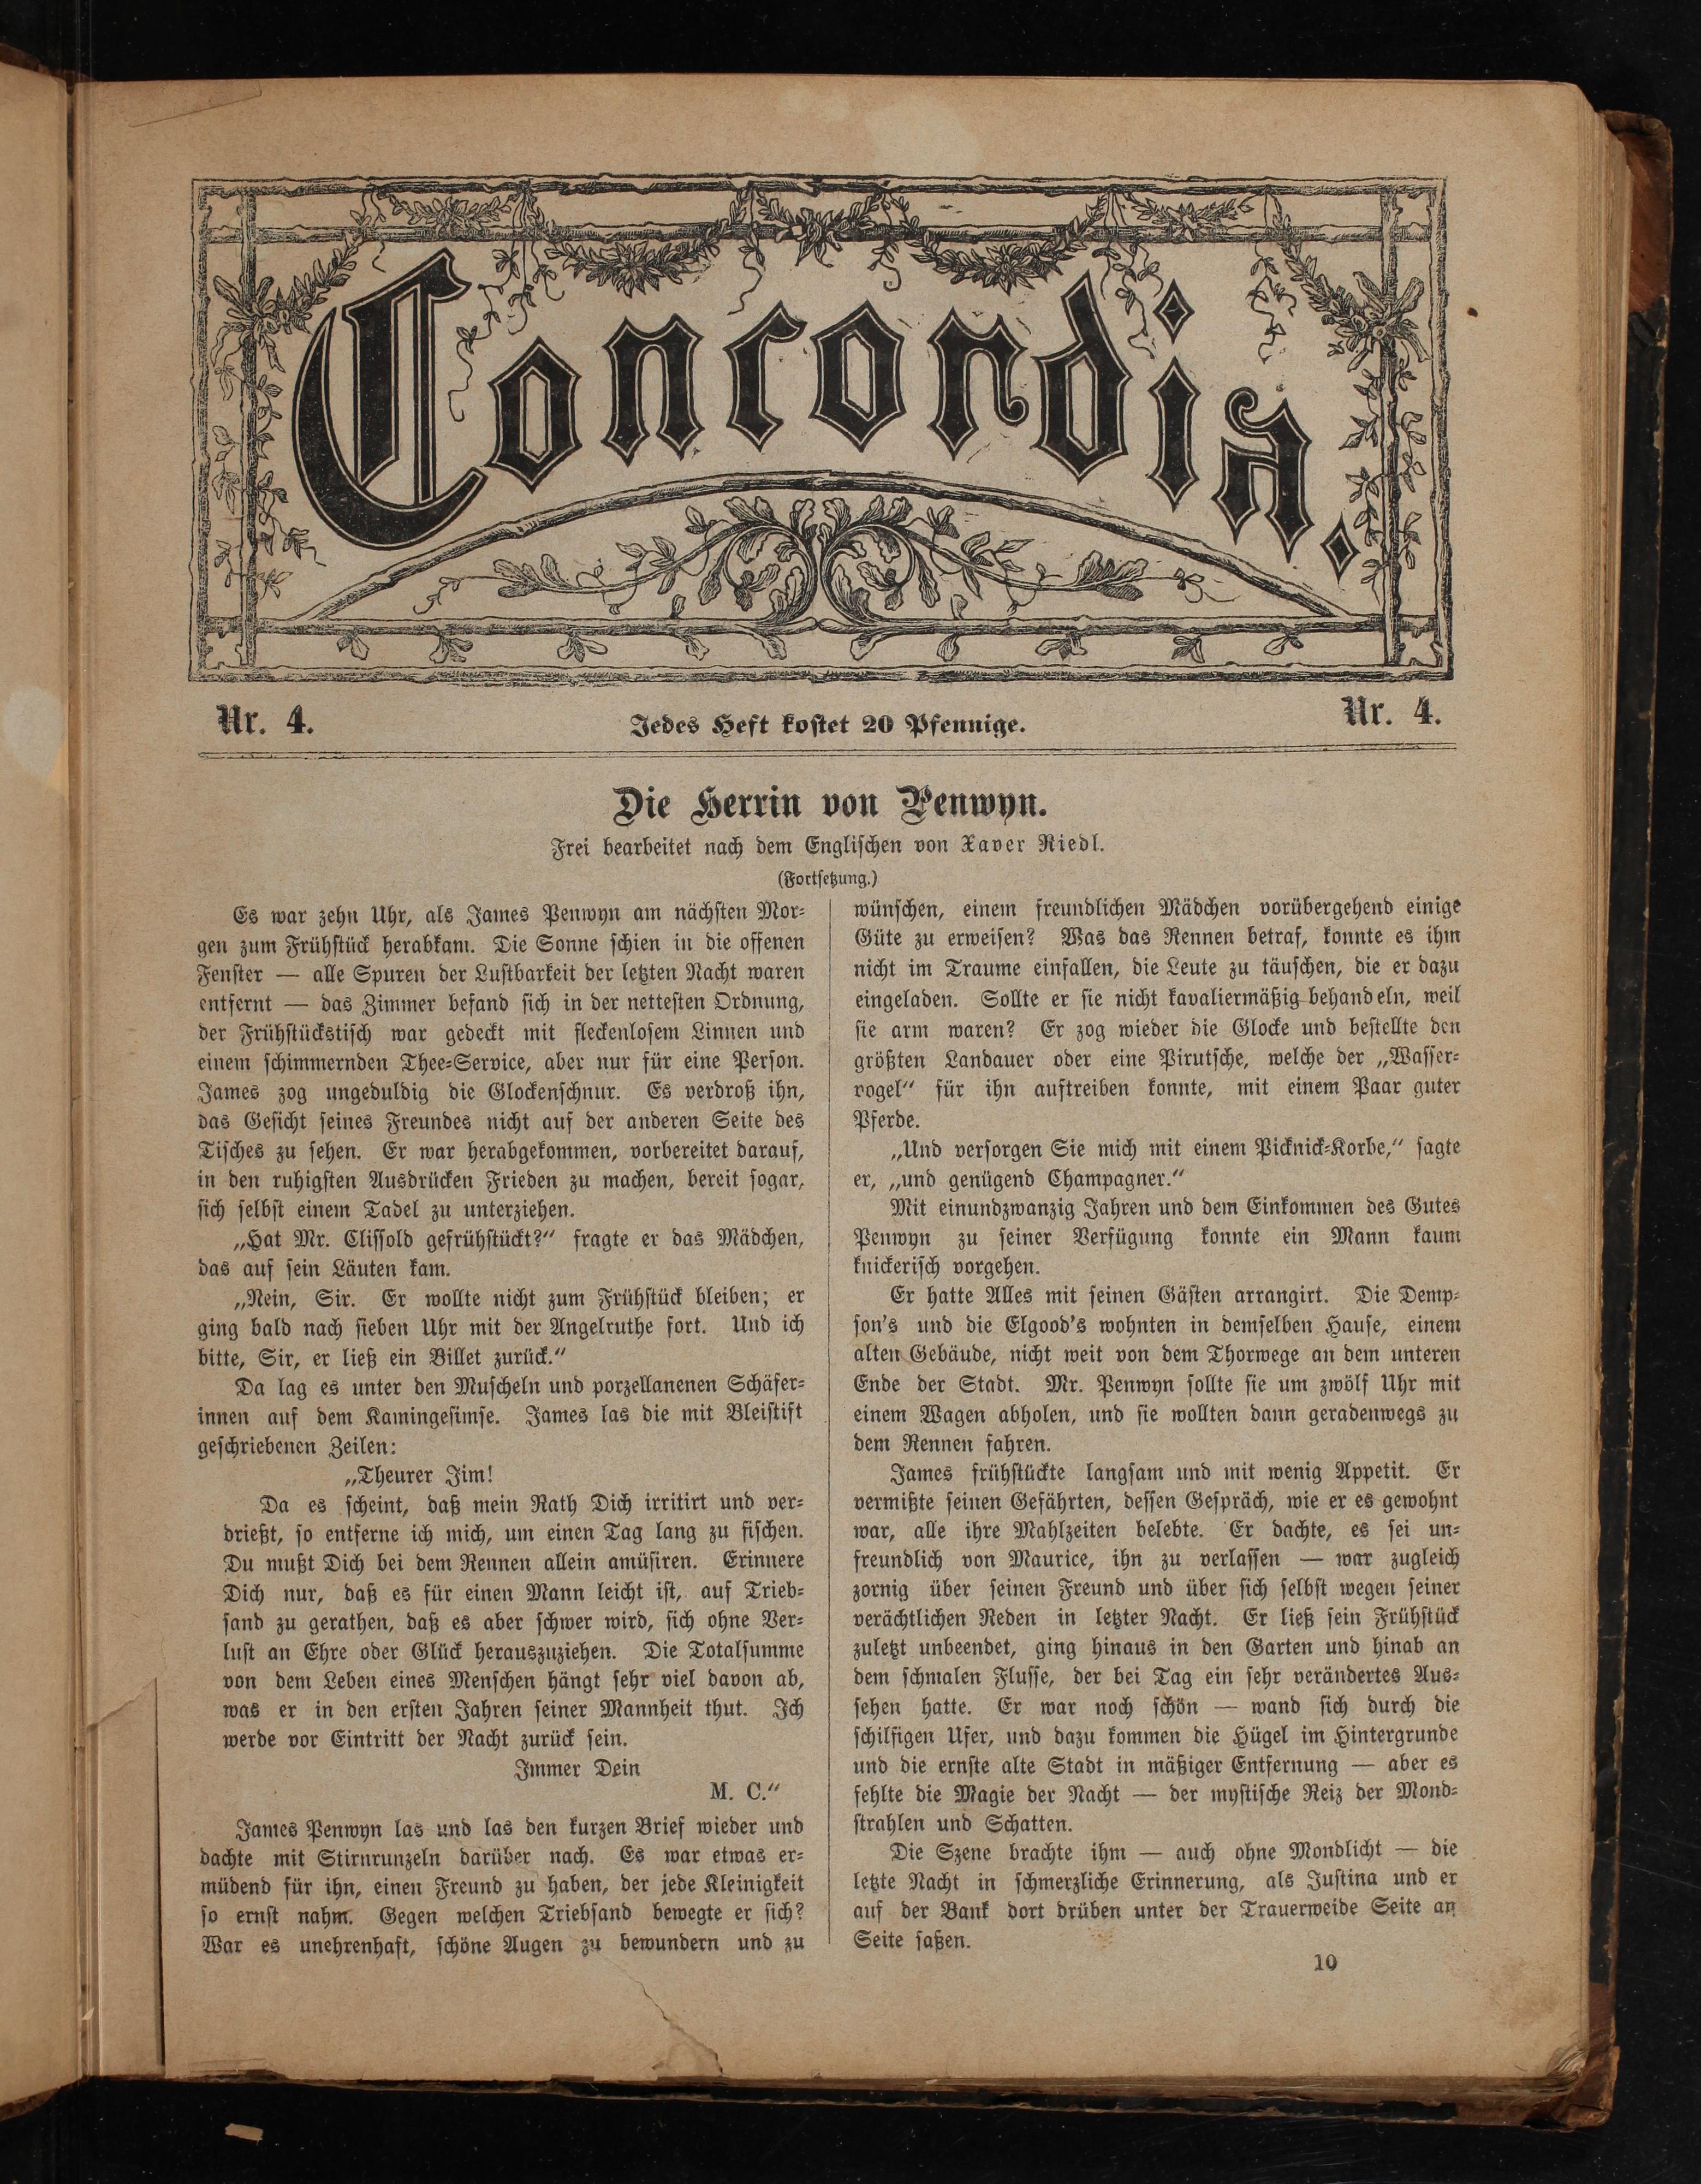 Concordia.
Nr. 4.
Jedes Heft kostet 20 Pfennige.
Nr. 4.
Die Herrin von Penwyn.
Frei bearbeitet nach dem Englischen von Xaver Riedl.
(Fortsetzung.)
Es war zehn Uhr, als James Penwyn am nächsten Mor-
gen zum Frühstück herabkam. Die Sonne schien in die offenen
Fenster — alle Spuren der Lustbarkeit der letzten Nacht waren
entfernt — das Zimmer befand sich in der nettesten Ordnung,
der Frühstückstisch war gedeckt mit fleckenlosem Linnen und
einem schimmernden Thee-Service, aber nur für eine Person.
James zog ungeduldig die Glockenschnur. Es verdroß ihn,
das Gesicht seines Freundes nicht auf der anderen Seite des
Tisches zu sehen. Er war herabgekommen, vorbereitet darauf,
in den ruhigsten Ausdrücken Frieden zu machen, bereit sogar,
sich selbst einem Tadel zu unterziehen.
„Hat Mr. Clissold gefrühstückt?“ fragte er das Mädchen,
das auf sein Läuten kam.
„Nein, Sir. Er wollte nicht zum Frühstück bleiben; er
ging bald nach sieben Uhr mit der Angelruthe fort. Und ich
bitte, Sir, er ließ ein Billet zurück.“
Da lag es unter den Muscheln und porzellanenen Schäfer-
innen auf dem Kamingesimse. James las die mit Bleistift
geschriebenen Zeilen:
„Theurer Jim!
Da es scheint, daß mein Rath Dich irritirt und ver-
drießt, so entferne ich mich, um einen Tag lang zu fischen.
Du mußt Dich bei dem Rennen allein amüsiren. Erinnere
Dich nur, daß es für einen Mann leicht ist, auf Trieb-
sand zu gerathen, daß es aber schwer wird, sich ohne Ver-
lust an Ehre oder Glück herauszuziehen. Die Totalsumme
von dem Leben eines Menschen hängt sehr viel davon ab,
was er in den ersten Jahren seiner Mannheit thut. Ich
werde vor Eintritt der Nacht zurück sein.
Immer Dein
M. C.“
James Penwyn las und las den kurzen Brief wieder und
dachte mit Stirnrunzeln darüber nach. Es war etwas er-
müdend für ihn, einen Freund zu haben, der jede Kleinigkeit
so ernst nahm. Gegen welchen Triebsand bewegte er sich?
War es unehrenhaft, schöne Augen zu bewundern und zu
wünschen, einem freundlichen Mädchen vorübergehend einige
Güte zu erweisen? Was das Rennen betraf, konnte es ihm
nicht im Traume einfallen, die Leute zu täuschen, die er dazu
eingeladen. Sollte er sie nicht kavaliermäßig behandeln, weil
sie arm waren? Er zog wieder die Glocke und bestellte den
größten Landauer oder eine Pirutsche, welche der „Wasser-
vogel“ für ihn auftreiben konnte, mit einem Paar guter
Pferde.
„Und versorgen Sie mich mit einem Picknick-Korbe,“ sagte
er, „und genügend Champagner.“
Mit einundzwanzig Jahren und dem Einkommen des Gutes
Penwyn zu seiner Verfügung konnte ein Mann kaum
knickerisch vorgehen.
Er hatte Alles mit seinen Gästen arrangirt. Die Demp-
son's und die Elgood's wohnten in demselben Hause, einem
alten Gebäude, nicht weit von dem Thorwege an dem unteren
Ende der Stadt. Mr. Penwyn sollte sie um zwölf Uhr mit
einem Wagen abholen, und sie wollten dann geradenwegs zu
dem Rennen fahren.
James frühstückte langsam und mit wenig Appetit. Er
vermißte seinen Gefährten, dessen Gespräch, wie er es gewohnt
war, alle ihre Mahlzeiten belebte. Er dachte, es sei un-
freundlich von Maurice, ihn zu verlassen — war zugleich
zornig über seinen Freund und über sich selbst wegen seiner
verächtlichen Reden in letzter Nacht. Er ließ sein Frühstück
zuletzt unbeendet, ging hinaus in den Garten und hinab an
dem schmalen Flusse, der bei Tag ein sehr verändertes Aus-
sehen hatte. Er war noch schön — wand sich durch die
schilfigen Ufer, und dazu kommen die Hügel im Hintergrunde
und die ernste alte Stadt in mäßiger Entfernung — aber es
fehlte die Magie der Nacht — der mystische Reiz der Mond-
strahlen und Schatten.
Die Szene brachte ihm — auch ohne Mondlicht — die
letzte Nacht in schmerzliche Erinnerung, als Justina und er
auf der Bank dort drüben unter der Trauerweide Seite an
Seite saßen.
10